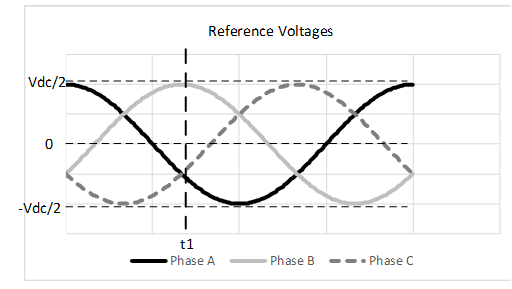 Reference Voltages
Vdc/2
0
-Vdc/2
t1
Phase A Phase B Phase C